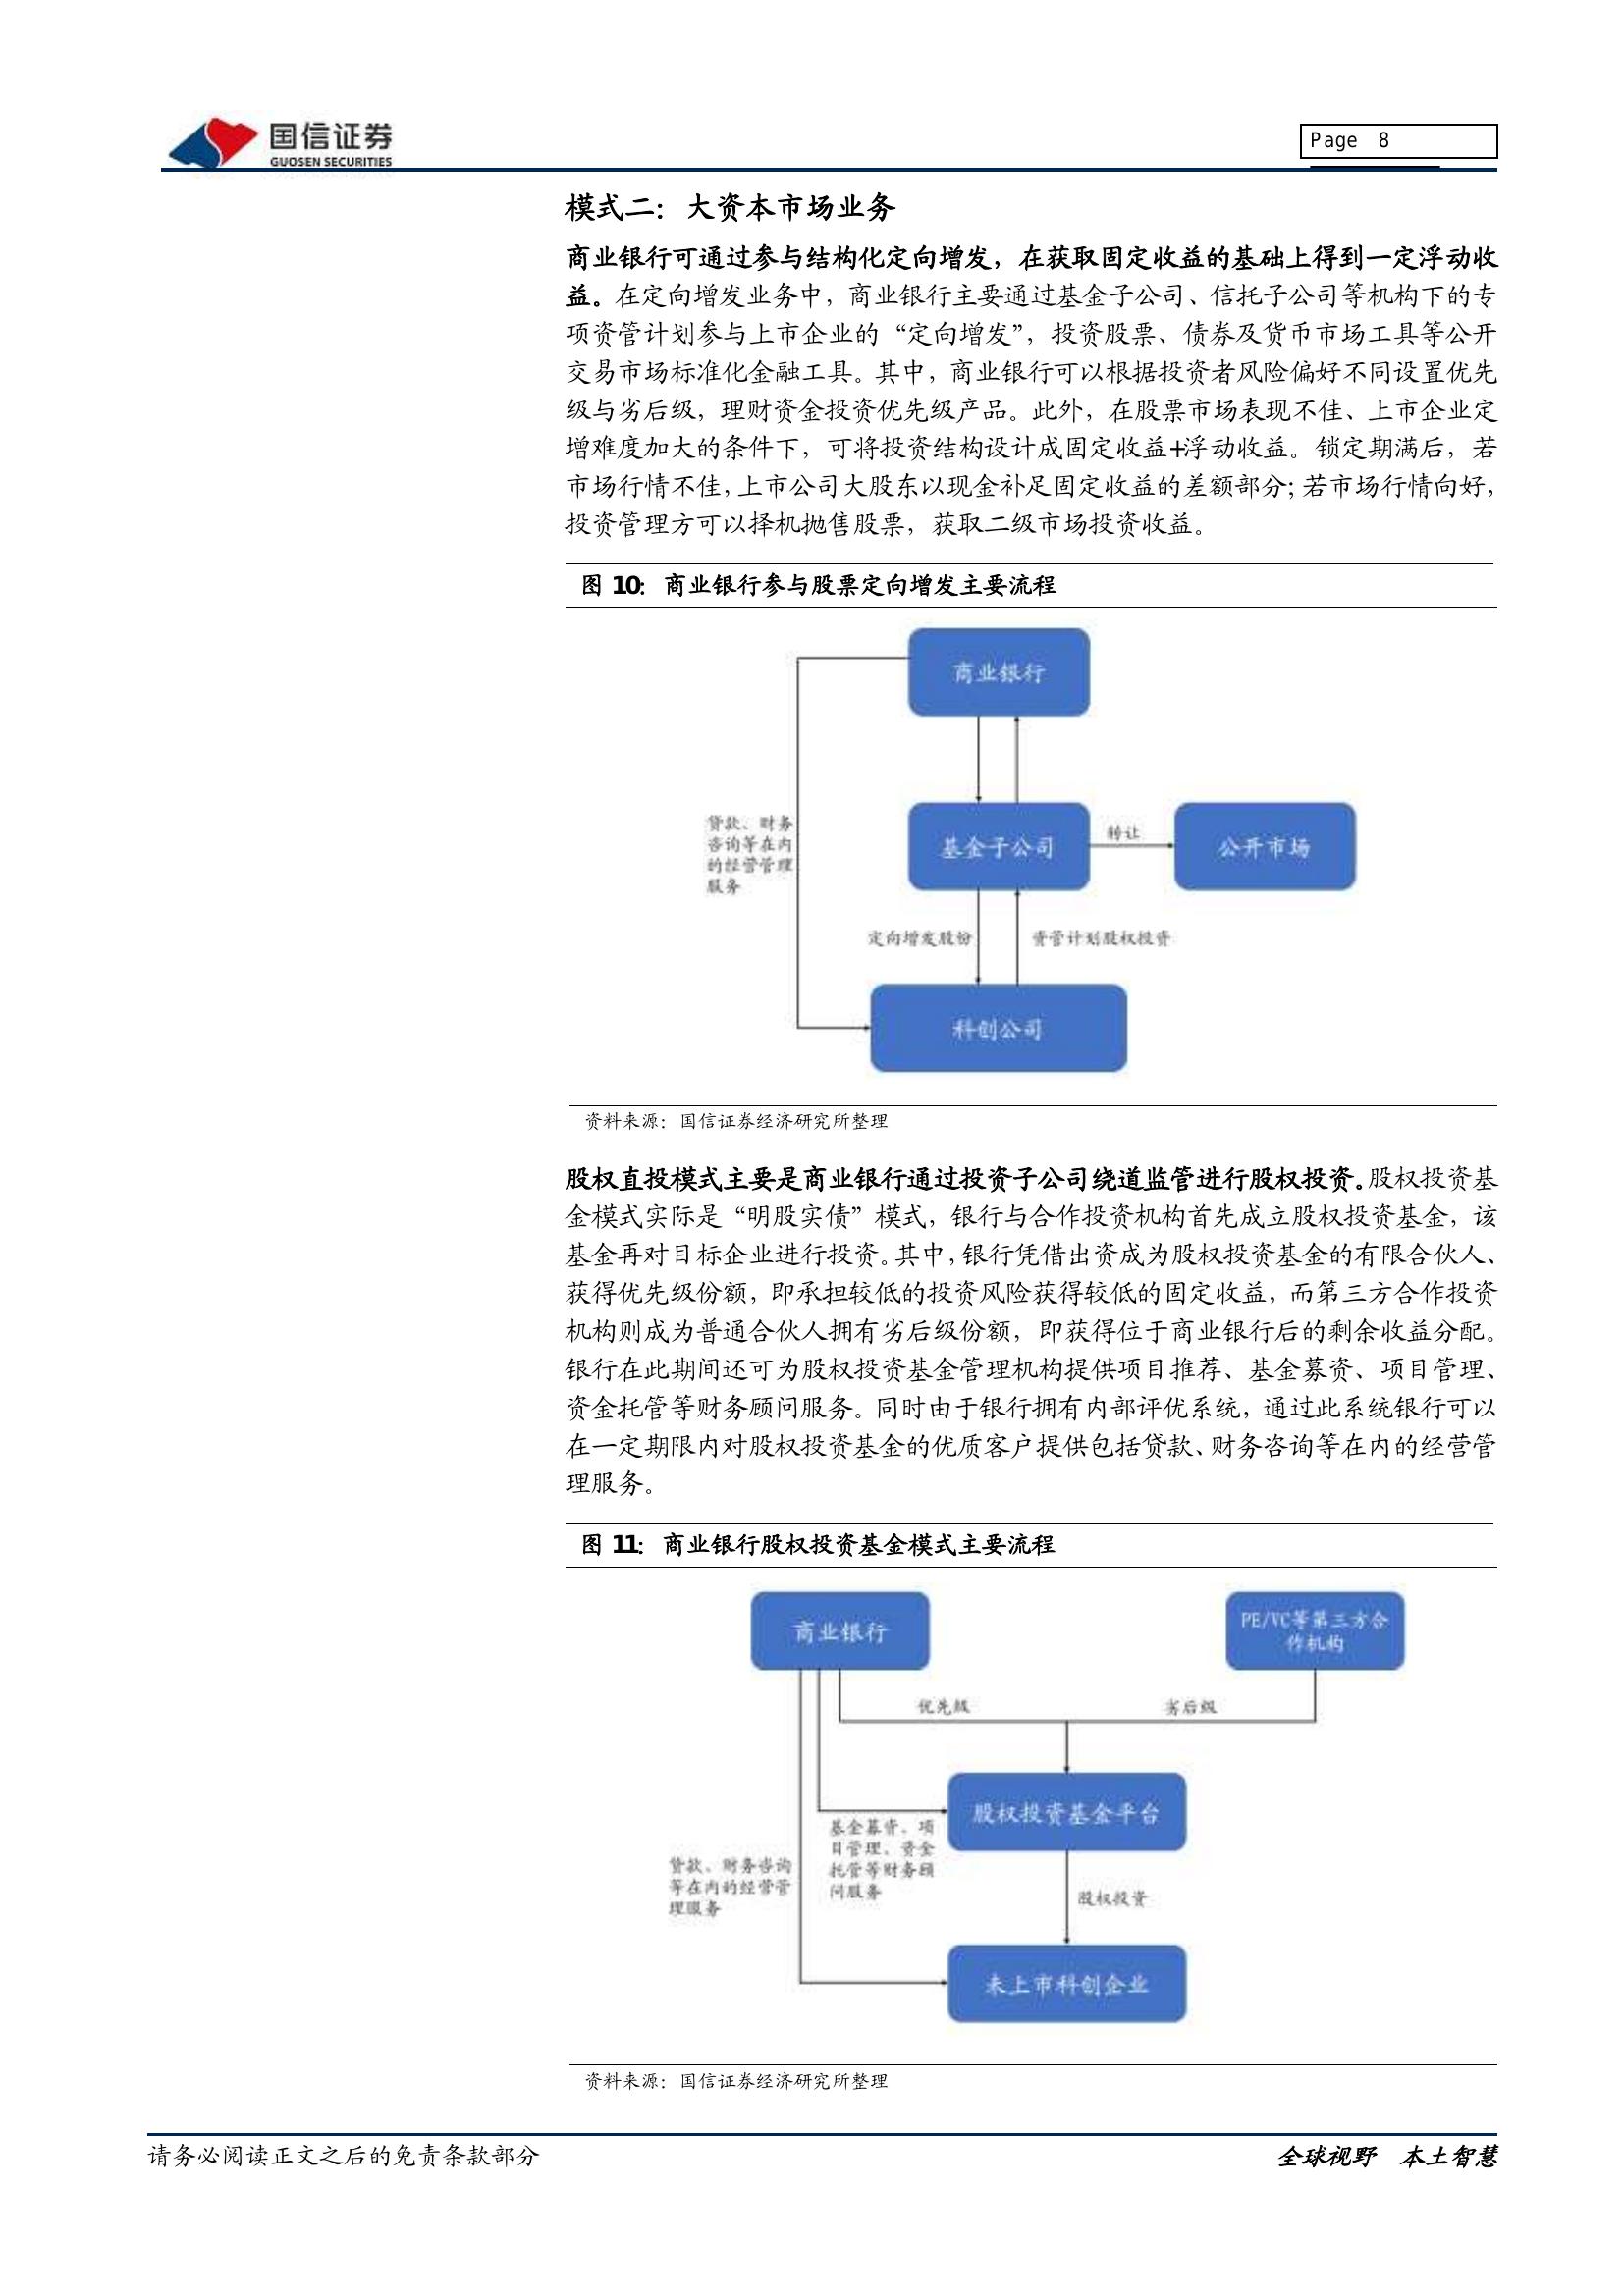 国信证券
GUOSEN SECURITIES
Page 8
模式二：大资本市场业务
商业银行可通过参与结构化定向增发，在获取固定收益的基础上得到一定浮动收
益。在定向增发业务中，商业银行主要通过基金子公司、信托子公司等机构下的专
项资管计划参与上市企业的“定向增发”，投资股票、债券及货币市场工具等公开
交易市场标准化金融工具。其中，商业银行可以根据投资者风险偏好不同设置优先
级与劣后级，理财资金投资优先级产品。此外，在股票市场表现不佳、上市企业定
增难度加大的条件下，可将投资结构设计成固定收益+浮动收益。锁定期满后，若
市场行情不佳，上市公司大股东以现金补足固定收益的差额部分；若市场行情向好，
投资管理方可以择机抛售股票，获取二级市场投资收益。
图 10：商业银行参与股票定向增发主要流程
商业银行
贷款、财务
咨询等在内
的经营管理
服务
基金子公司
转让
公开市场
定向增发股份
资管计划股权投资
科创公司
资料来源：国信证券经济研究所整理
股权直投模式主要是商业银行通过投资子公司绕道监管进行股权投资。股权投资基
金模式实际是“明股实债”模式，银行与合作投资机构首先成立股权投资基金，该
基金再对目标企业进行投资。其中，银行凭借出资成为股权投资基金的有限合伙人、
获得优先级份额，即承担较低的投资风险获得较低的固定收益，而第三方合作投资
机构则成为普通合伙人拥有劣后级份额，即获得位于商业银行后的剩余收益分配。
银行在此期间还可为股权投资基金管理机构提供项目推荐、基金募资、项目管理、
资金托管等财务顾问服务。同时由于银行拥有内部评优系统，通过此系统银行可以
在一定期限内对股权投资基金的优质客户提供包括贷款、财务咨询等在内的经营管
理服务。
图 11：商业银行股权投资基金模式主要流程
商业银行
PE/VC等第三方合
作机构
优先级
劣后级
股权投资基金平台
基金募资、项
目管理、资金
托管等财务顾
问服务
贷款、财务咨询
等在内的经营管
理服务
股权投资
未上市科创企业
资料来源：国信证券经济研究所整理
请务必阅读正文之后的免责条款部分
全球视野 本土智慧